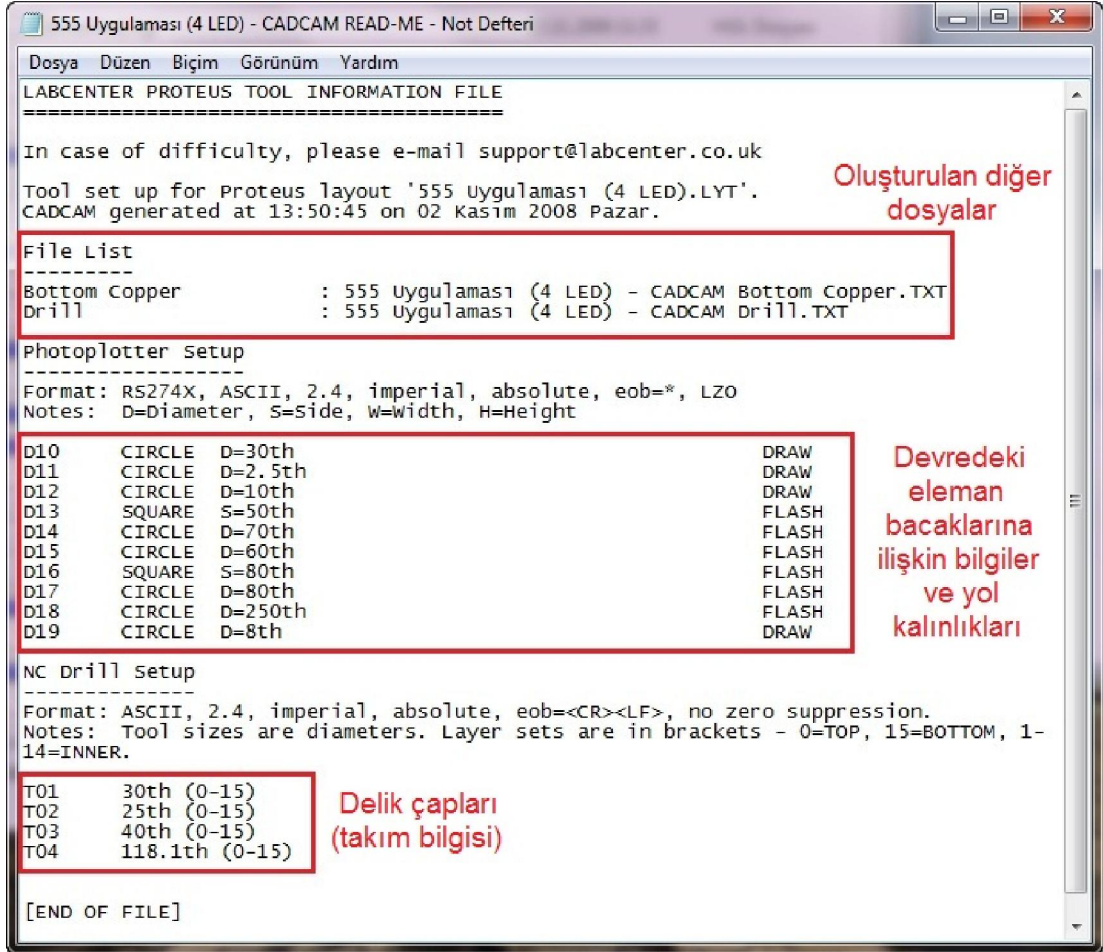 555 Uygulaması (4 LED) - CADCAM READ-ME - Not Defteri
Dosya Düzen Biçim Görünüm Yardım
LABCENTER PROTEUS TOOL INFORMATION FILE
=======================================
In case of difficulty, please e-mail support@labcenter.co.uk
Tool set up for Proteus layout '555 Uygulaması (4 LED).LYT'.
CADCAM generated at 13:50:45 on 02 Kasım 2008 Pazar.
Oluşturulan diğer
dosyalar
File List
---------
Bottom Copper : 555 Uygulaması (4 LED) - CADCAM Bottom Copper.TXT
Drill : 555 Uygulaması (4 LED) - CADCAM Drill.TXT
Photoplotter Setup
------------------
Format: RS274X, ASCII, 2.4, imperial, absolute, eob=*, LZO
Notes: D=Diameter, S=Side, W=Width, H=Height
D10 CIRCLE D=30th DRAW
D11 CIRCLE D=2.5th DRAW
D12 CIRCLE D=10th DRAW
D13 SQUARE S=50th FLASH
D14 CIRCLE D=70th FLASH
D15 CIRCLE D=60th FLASH
D16 SQUARE S=80th FLASH
D17 CIRCLE D=80th FLASH
D18 CIRCLE D=250th FLASH
D19 CIRCLE D=8th DRAW
Devredeki
eleman
bacaklarına
ilişkin bilgiler
ve yol
kalınlıkları
NC Drill Setup
--------------
Format: ASCII, 2.4, imperial, absolute, eob=<CR><LF>, no zero suppression.
Notes: Tool sizes are diameters. Layer sets are in brackets - 0=TOP, 15=BOTTOM, 1-
14=INNER.
T01 30th (0-15)
T02 25th (0-15)
T03 40th (0-15)
T04 118.1th (0-15)
Delik çapları
(takım bilgisi)
[END OF FILE]